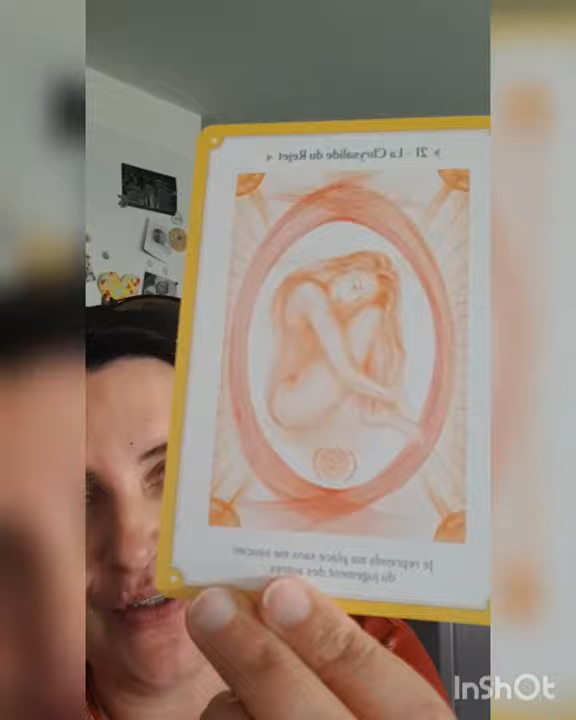 21 - La Chrysalide du Rejet
Je reprends ma place sans me soucier
du jugement des autres.
InShOt